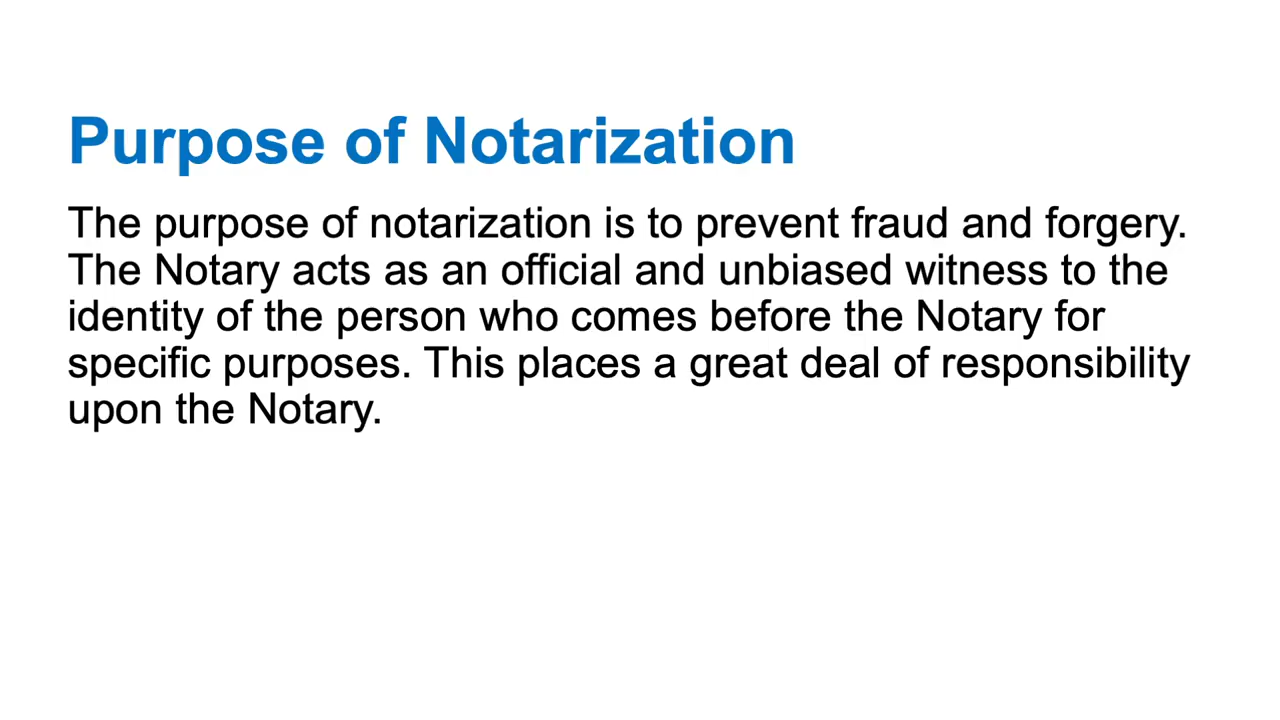 Purpose of Notarization
The purpose of notarization is to prevent fraud and forgery.
The Notary acts as an official and unbiased witness to the
identity of the person who comes before the Notary for
specific purposes. This places a great deal of responsibility
upon the Notary.